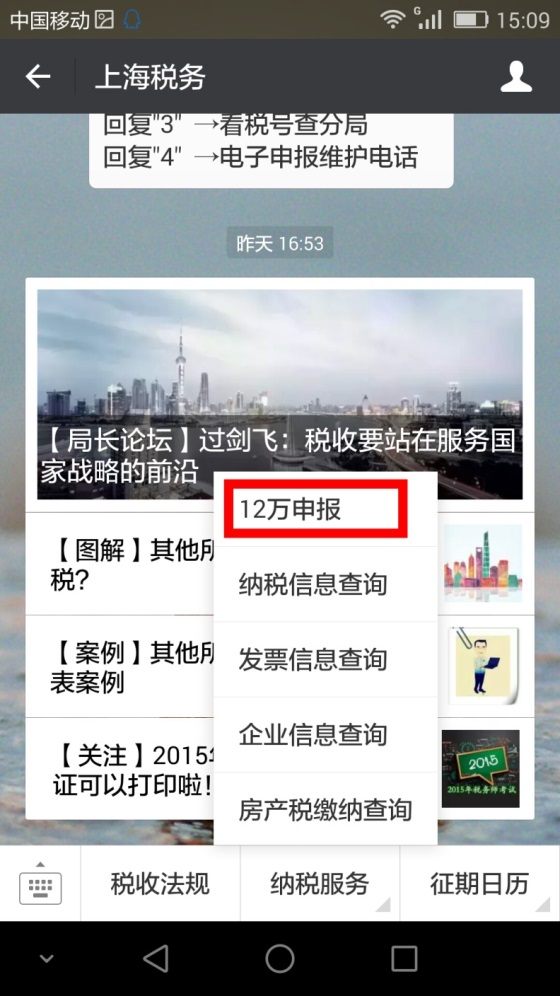 中国移动
G
15:09
上海税务
回复"3" →看税号查分局
回复"4" →电子申报维护电话
昨天 16:53
【局长论坛】过剑飞：税收要站在服务国
家战略的前沿
12万申报
纳税信息查询
发票信息查询
企业信息查询
房产税缴纳查询
【图解】其他所
税？
【案例】其他所
表案例
【关注】2015
证可以打印啦！
2015
2015年税务师考试
税收法规
纳税服务
征期日历